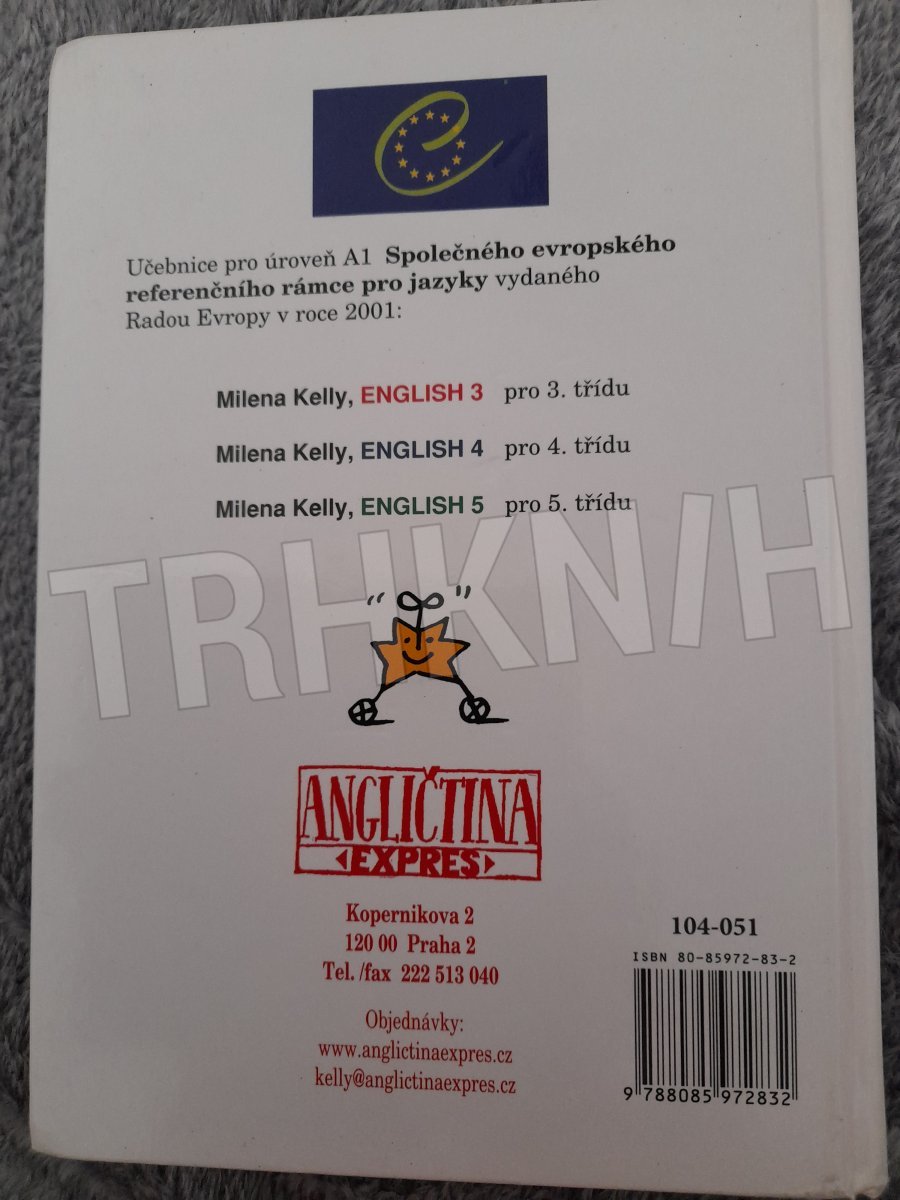 Učebnice pro úroveň A1 Společného evropského
referenčního rámce pro jazyky vydaného
Radou Evropy v roce 2001:
Milena Kelly, ENGLISH 3 pro 3. třídu
Milena Kelly, ENGLISH 4 pro 4. třídu
Milena Kelly, ENGLISH 5 pro 5. třídu
TRHKNIH
ANGLIČTINA
EXPRES
Kopernikova 2
120 00 Praha 2
Tel. /fax 222 513 040
Objednávky:
www.anglictinaexpres.cz
kelly@anglictinaexpres.cz
104-051
ISBN 80-85972-83-2
9 788085 972832